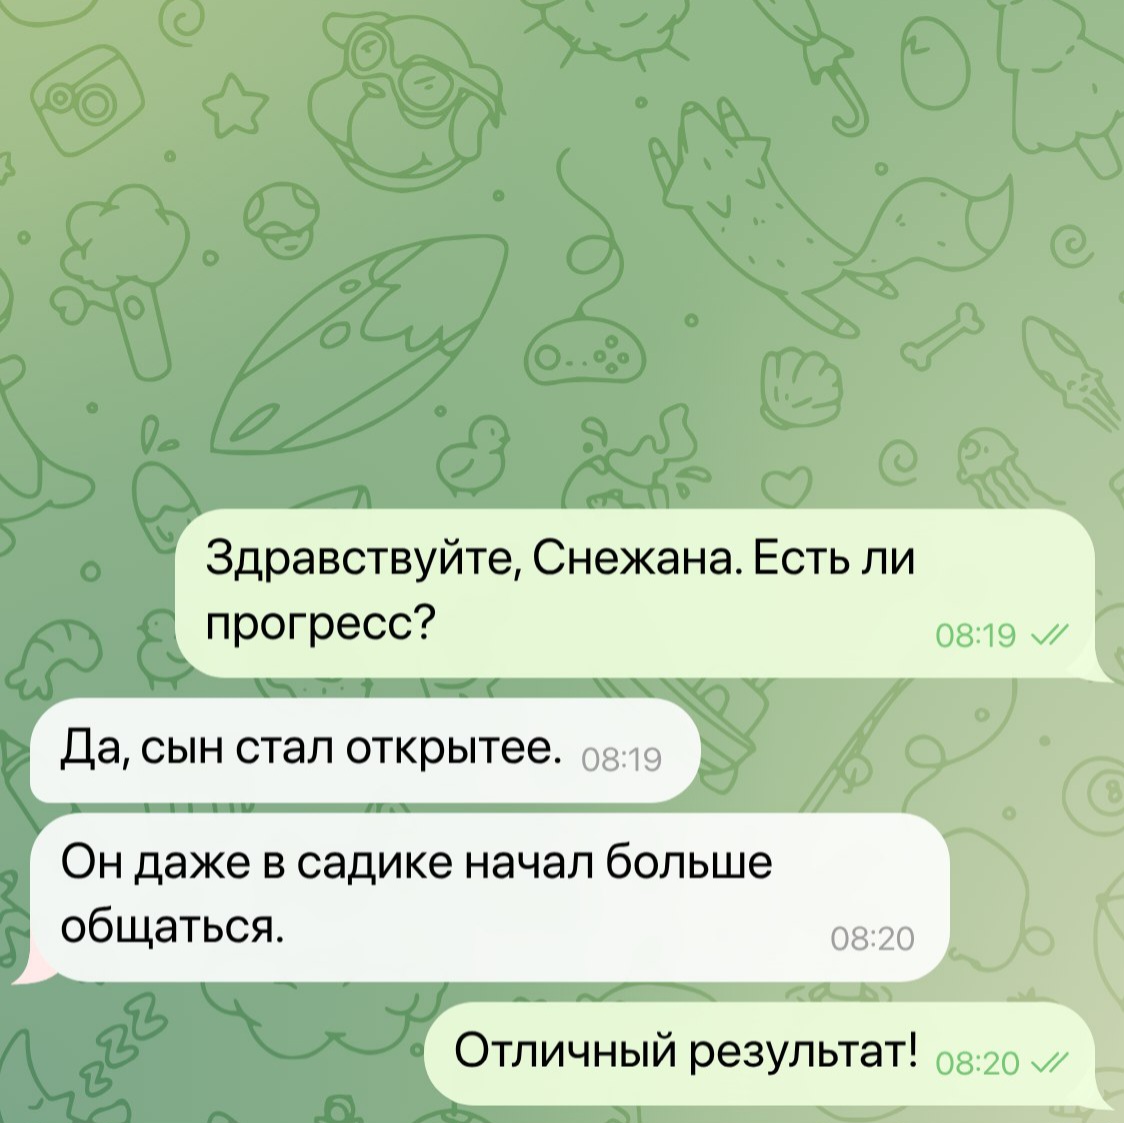 Здравствуйте, Снежана. Есть ли
прогресс?
08:19
Да, сын стал открытее. 08:19
Он даже в садике начал больше
общаться.
08:20
Отличный результат! 08:20